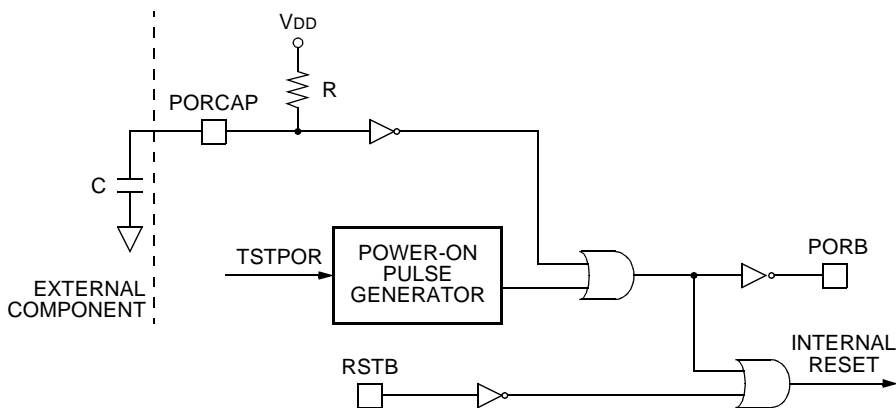 VDD
R
PORCAP
C
TSTPOR
POWER-ON
PULSE
GENERATOR
PORB
EXTERNAL
COMPONENT
INTERNAL
RESET
RSTB